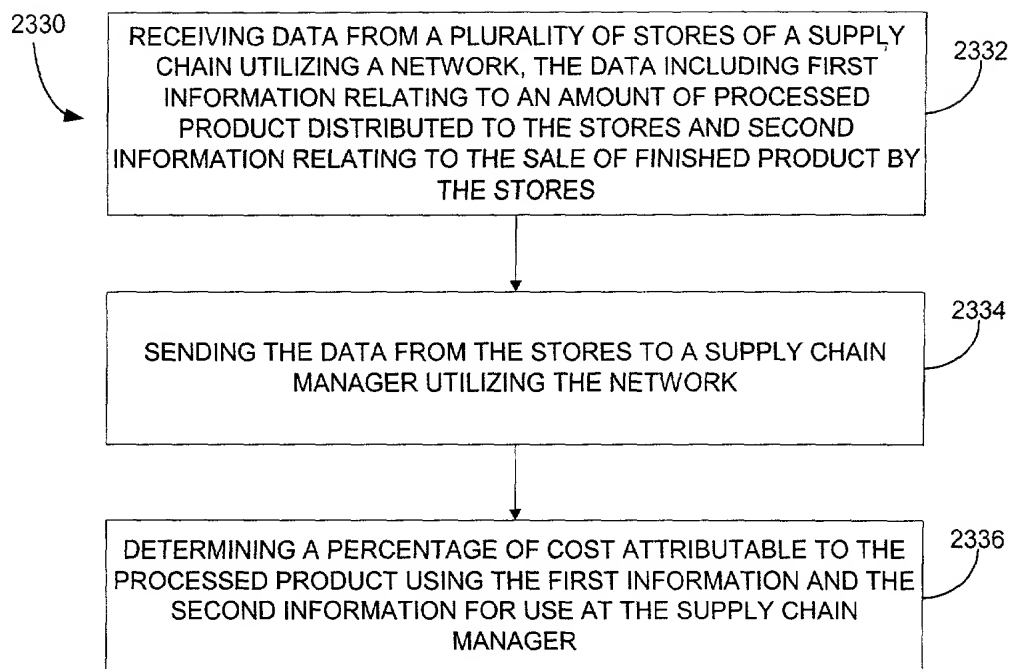 2330
RECEIVING DATA FROM A PLURALITY OF STORES OF A SUPPLY
CHAIN UTILIZING A NETWORK, THE DATA INCLUDING FIRST
INFORMATION RELATING TO AN AMOUNT OF PROCESSED
PRODUCT DISTRIBUTED TO THE STORES AND SECOND
INFORMATION RELATING TO THE SALE OF FINISHED PRODUCT BY
THE STORES
2332
SENDING THE DATA FROM THE STORES TO A SUPPLY CHAIN
MANAGER UTILIZING THE NETWORK
2334
DETERMINING A PERCENTAGE OF COST ATTRIBUTABLE TO THE
PROCESSED PRODUCT USING THE FIRST INFORMATION AND THE
SECOND INFORMATION FOR USE AT THE SUPPLY CHAIN
MANAGER
2336